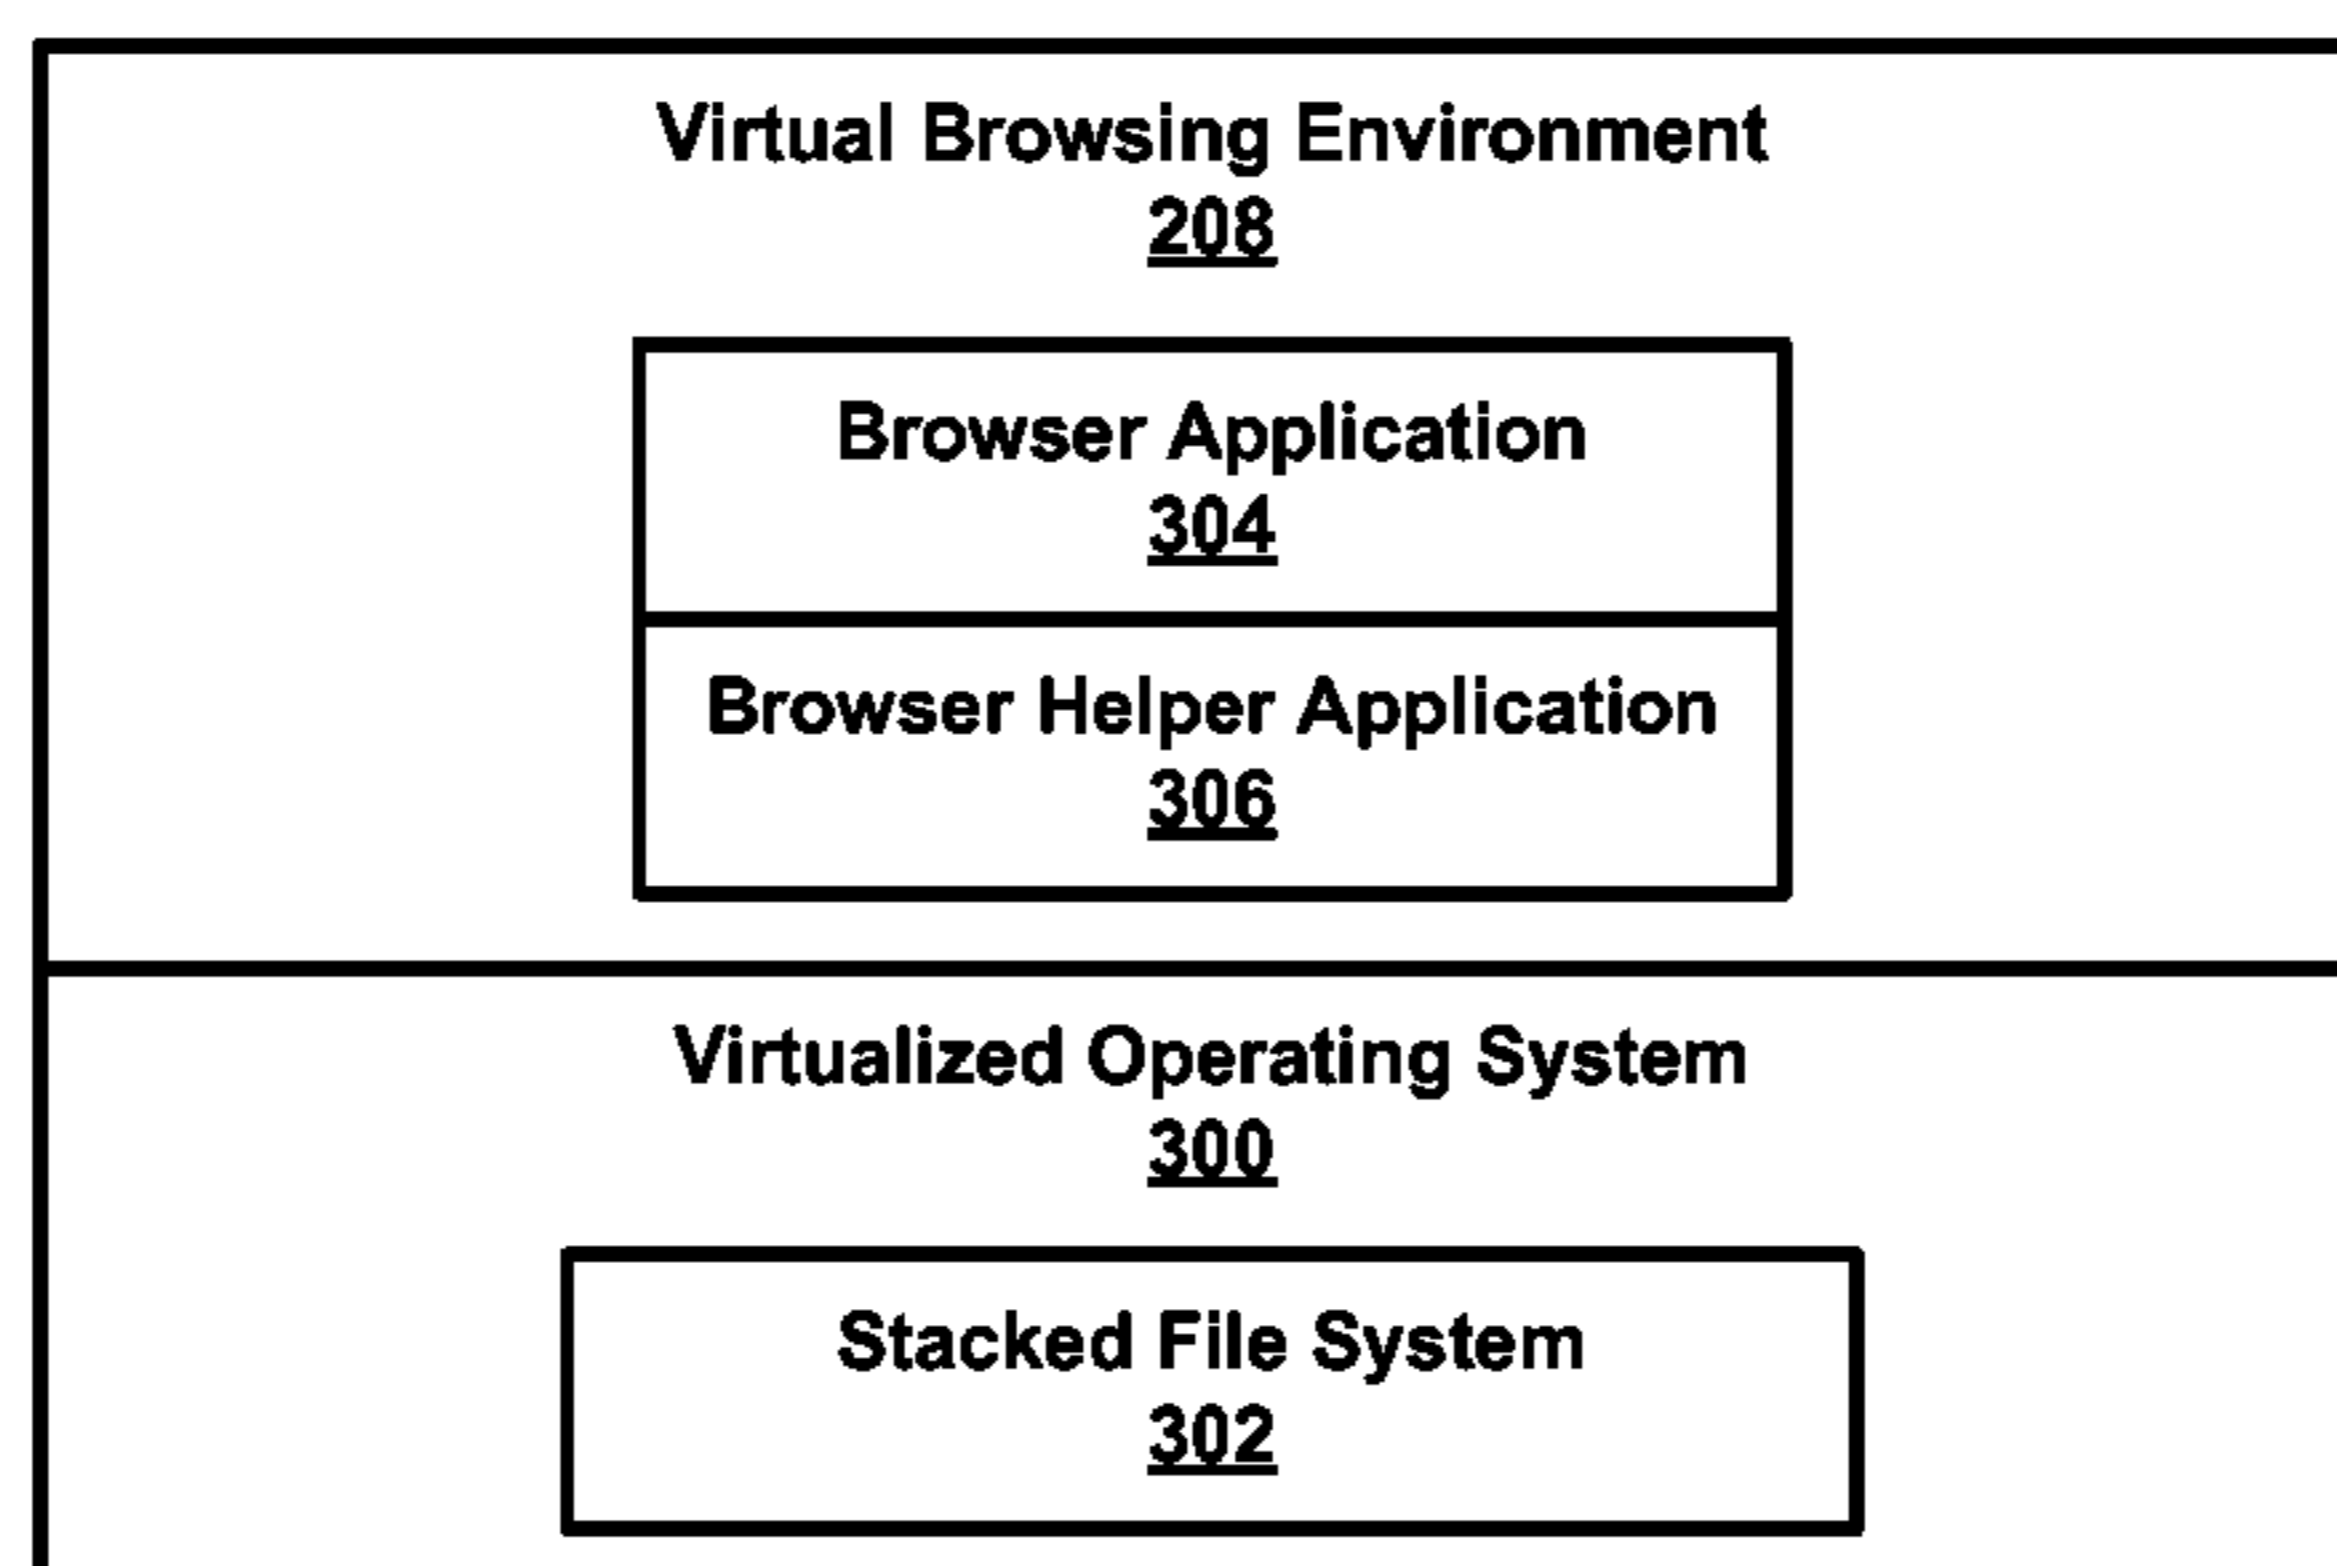 Virtual Browsing Environment
208
Browser Application
304
Browser Helper Application
306
Virtualized Operating System
300
Stacked File System
302